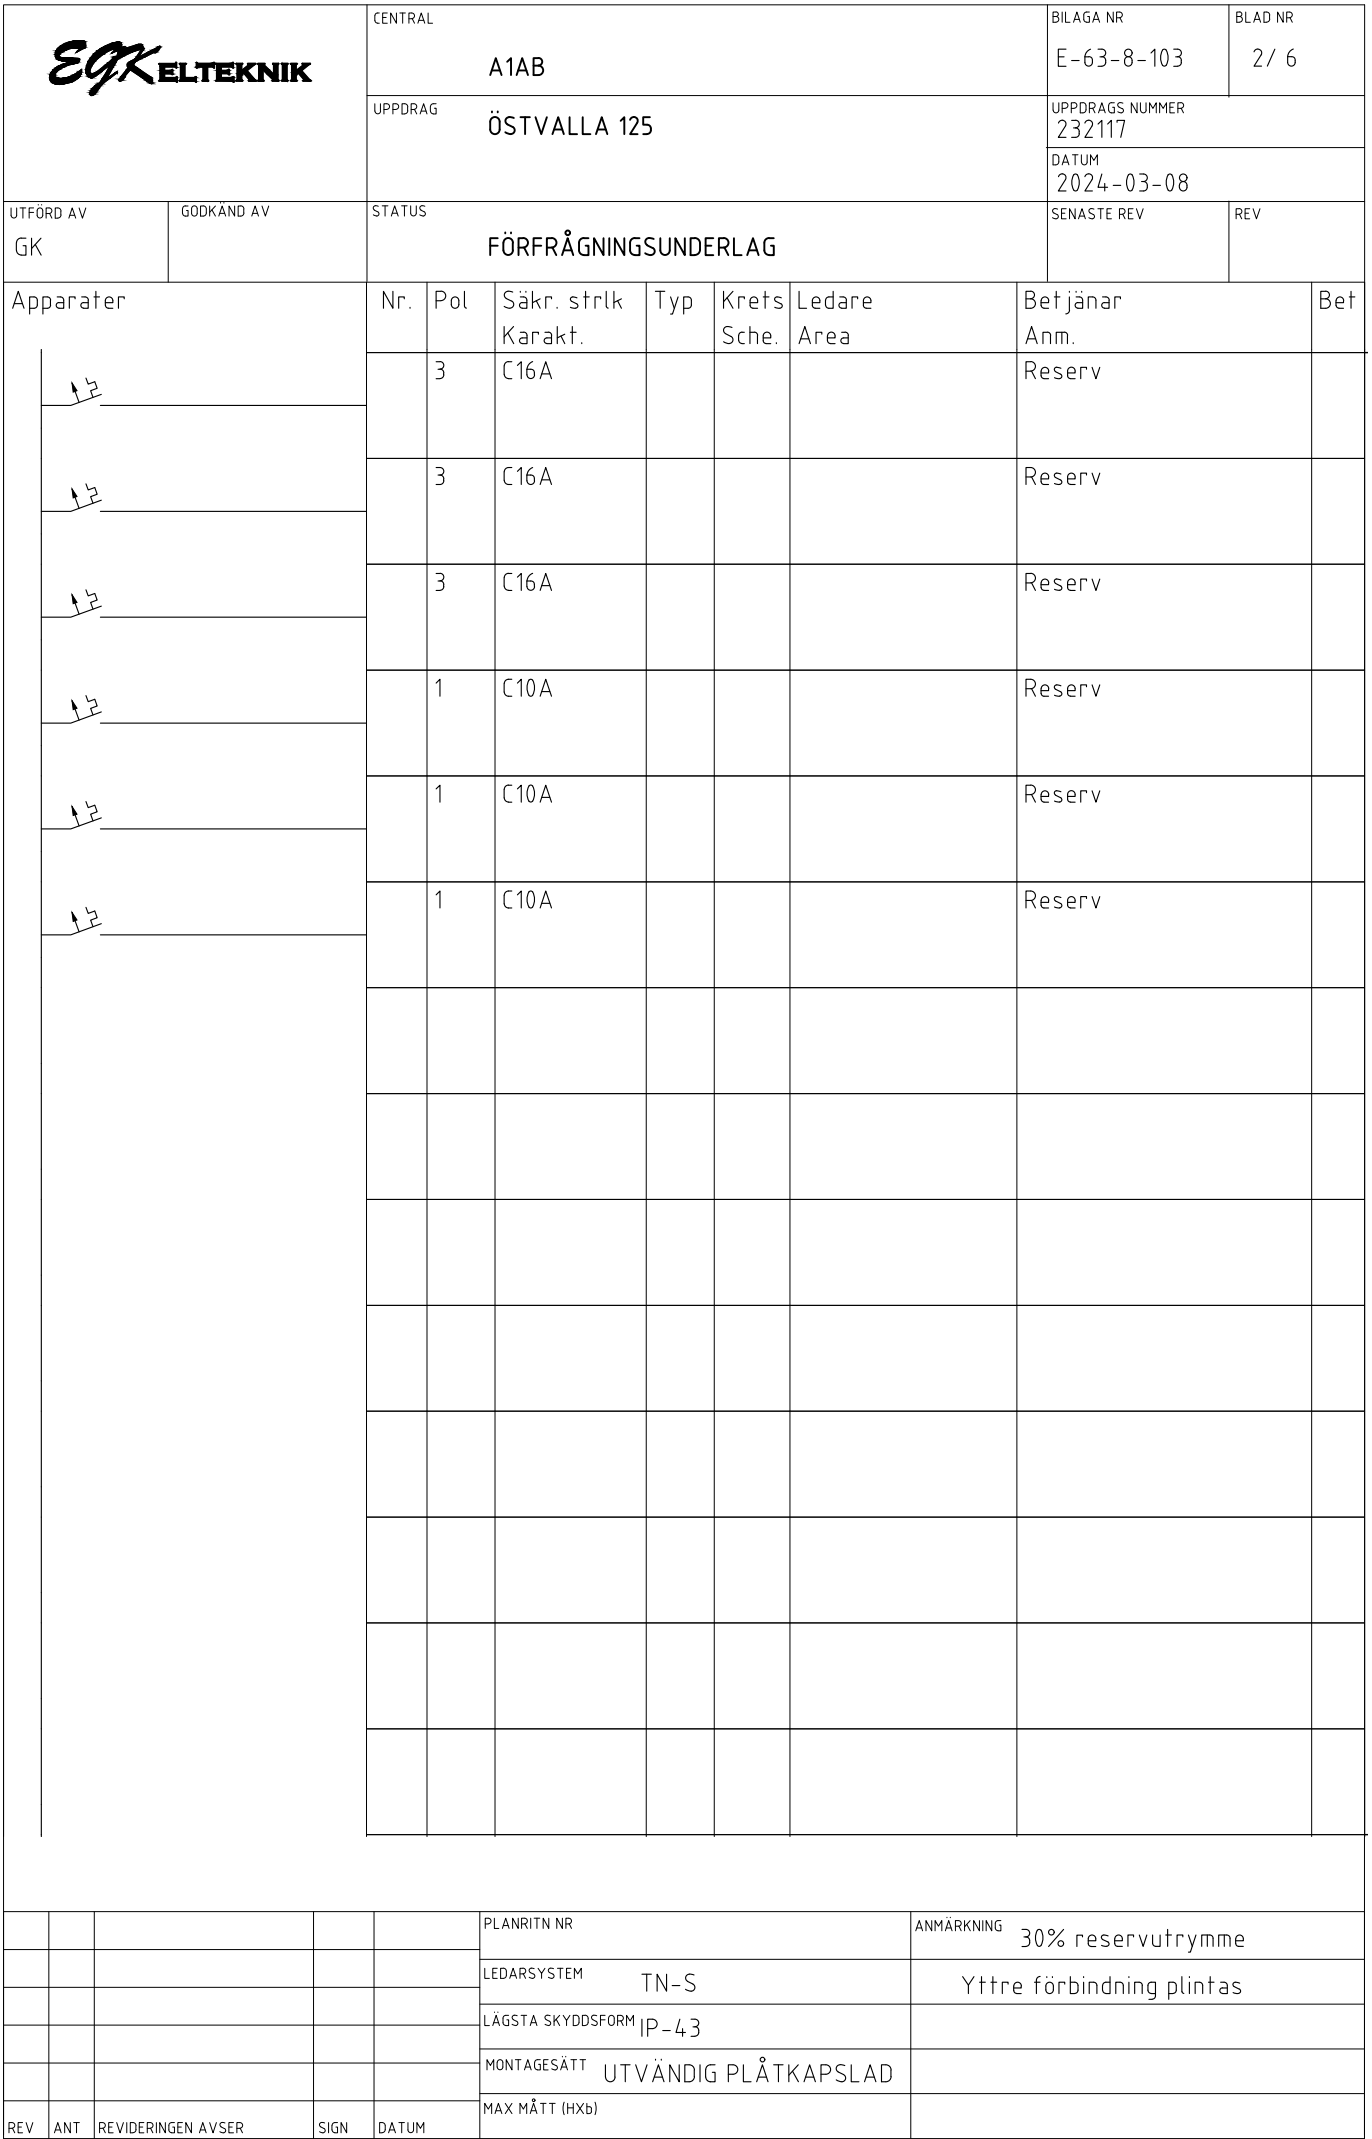 EGK ELTEKNIK
CENTRAL
A1AB
BILAGA NR
E-63-8-103
BLAD NR
2/ 6
UPPDRAG
ÖSTVALLA 125
UPPDRAGS NUMMER
232117
DATUM
2024-03-08
UTFÖRD AV
GK
GODKÄND AV
STATUS
FÖRFRÅGNINGSUNDERLAG
SENASTE REV
REV
Apparater Nr. Pol Säkr. strlk Typ Krets Ledare Betjänar Bet
Karakt. Sche. Area Anm.
3 C16A Reserv
3 C16A Reserv
3 C16A Reserv
1 C10A Reserv
1 C10A Reserv
1 C10A Reserv
PLANRITN NR
ANMÄRKNING 30% reservutrymme
LEDARSYSTEM TN-S
Yttre förbindning plintas
LÄGSTA SKYDDSFORM IP-43
MONTAGESÄTT UTVÄNDIG PLÅTKAPSLAD
MAX MÅTT (HXb)
REV ANT REVIDERINGEN AVSER SIGN DATUM